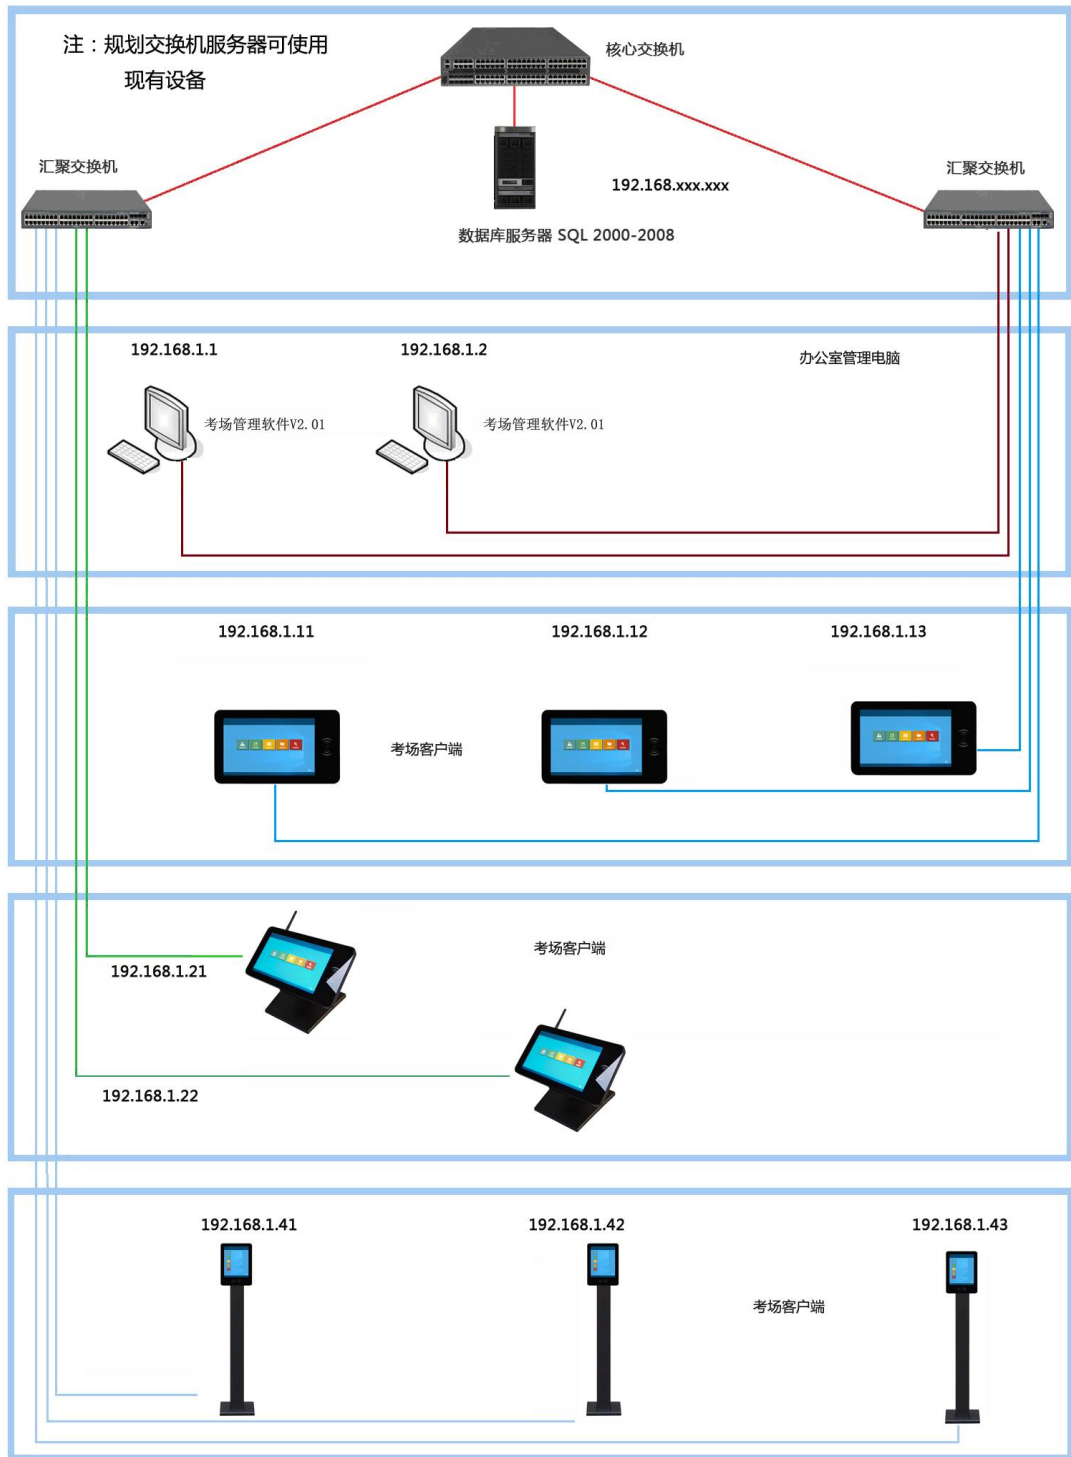 注：规划交换机服务器可使用
现有设备
核心交换机
汇聚交换机
汇聚交换机
192.168.xxx.xxx
数据库服务器 SQL 2000-2008
192.168.1.1
192.168.1.2
办公室管理电脑
考场管理软件V2.01
考场管理软件V2.01
192.168.1.11
192.168.1.12
192.168.1.13
考场客户端
考场客户端
192.168.1.21
192.168.1.22
192.168.1.41
192.168.1.42
192.168.1.43
考场客户端